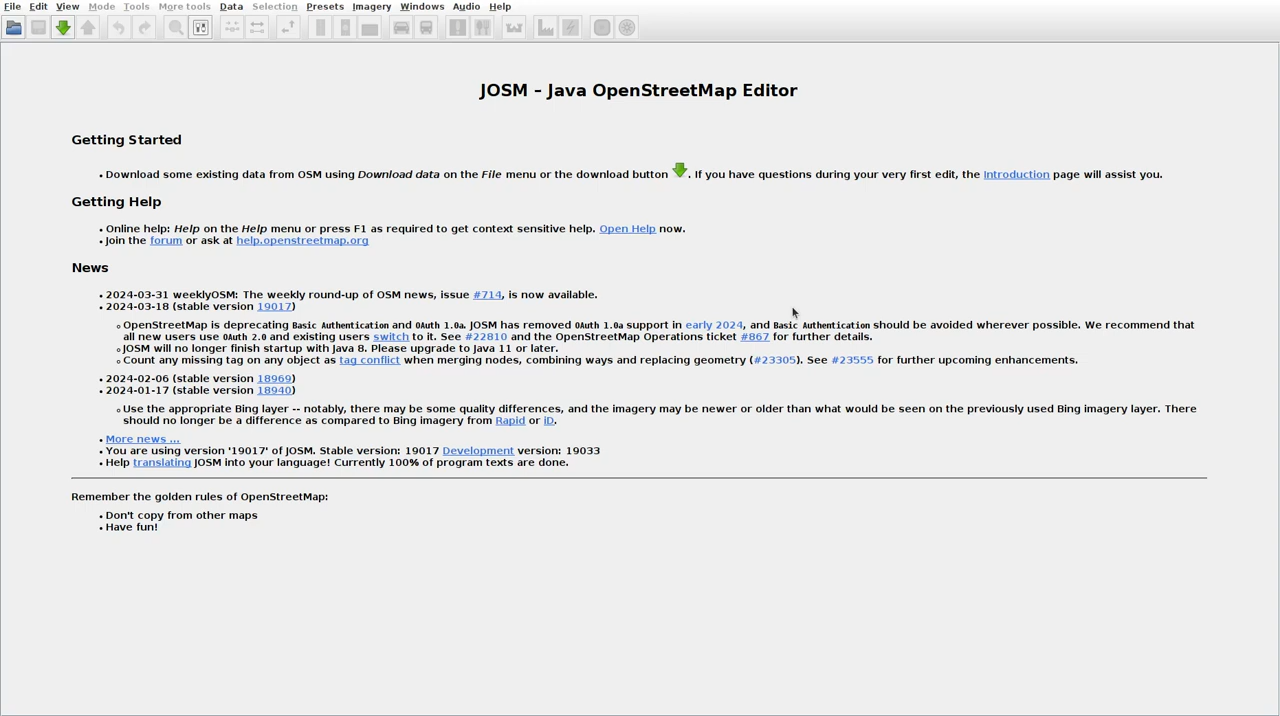 File Edit View Mode Tools More tools Data Selection Presets Imagery Windows Audio Help
JOSM – Java OpenStreetMap Editor
Getting Started
Download some existing data from OSM using Download data on the File menu or the download button . If you have questions during your very first edit, the Introduction page will assist you.
Getting Help
Online help: Help on the Help menu or press F1 as required to get context sensitive help. Open Help now.
Join the forum or ask at help.openstreetmap.org
News
2024-03-31 weeklyOSM: The weekly round-up of OSM news, issue #714, is now available.
2024-03-18 (stable version 19017)
OpenStreetMap is deprecating Basic Authentication and OAuth 1.0a. JOSM has removed OAuth 1.0a support in early 2024, and Basic Authentication should be avoided wherever possible. We recommend that
all new users use OAuth 2.0 and existing users switch to it. See #22810 and the OpenStreetMap Operations ticket #867 for further details.
JOSM will no longer finish startup with Java 8. Please upgrade to Java 11 or later.
Count any missing tag on any object as tag conflict when merging nodes, combining ways and replacing geometry (#23305). See #23555 for further upcoming enhancements.
2024-02-06 (stable version 18969)
2024-01-17 (stable version 18940)
Use the appropriate Bing layer -- notably, there may be some quality differences, and the imagery may be newer or older than what would be seen on the previously used Bing imagery layer. There
should no longer be a difference as compared to Bing imagery from Rapid or iD.
More news ...
You are using version '19017' of JOSM. Stable version: 19017 Development version: 19033
Help translating JOSM into your language! Currently 100% of program texts are done.
Remember the golden rules of OpenStreetMap:
Don't copy from other maps
Have fun!